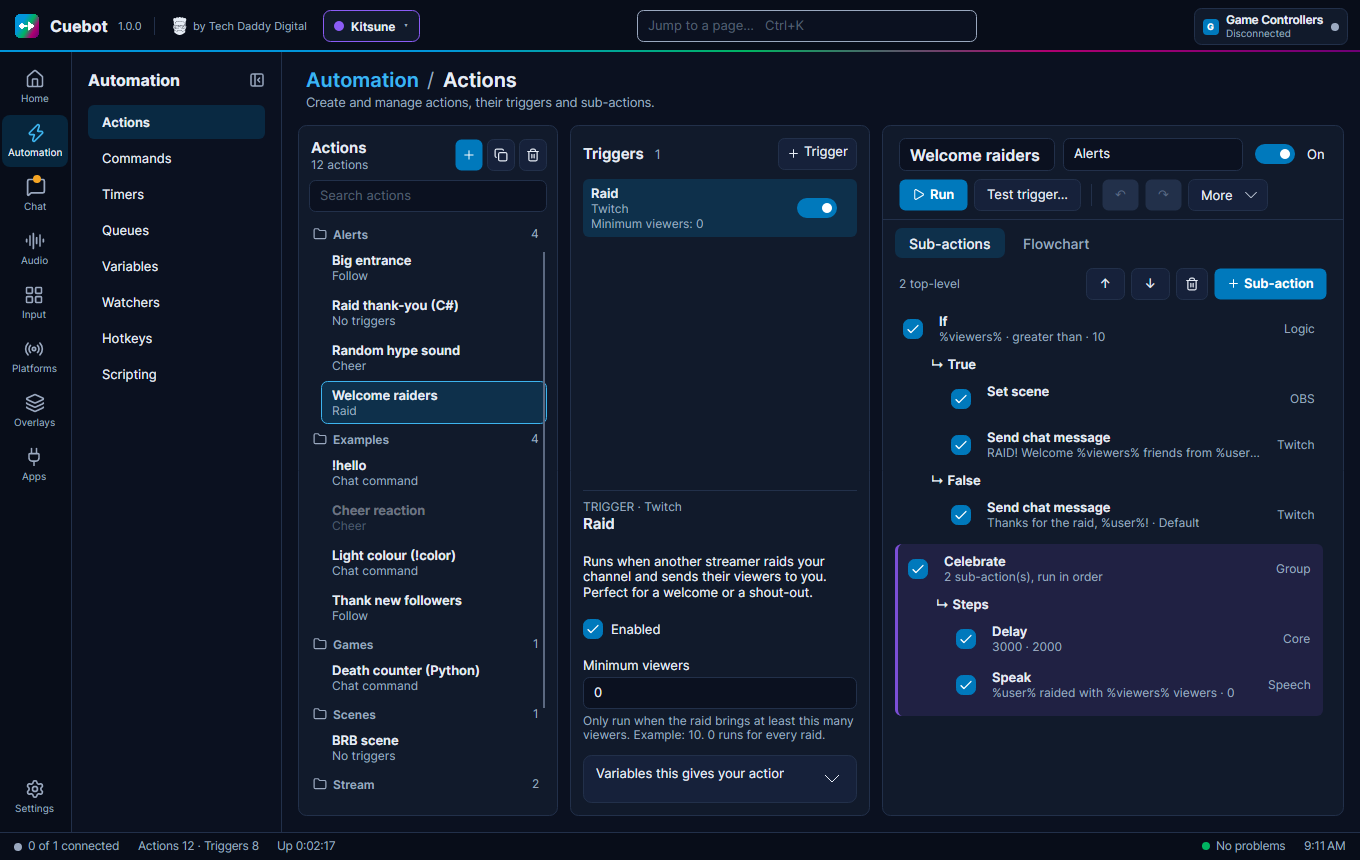 Cuebot 1.0.0 by Tech Daddy Digital Kitsune
Jump to a page... Ctrl+K
G Game Controllers
Disconnected
Home
Automation
Chat
Audio
Input
Platforms
Overlays
Apps
Settings
Automation
Actions
Commands
Timers
Queues
Variables
Watchers
Hotkeys
Scripting
Automation / Actions
Create and manage actions, their triggers and sub-actions.
Actions
12 actions
Search actions
Alerts 4
Big entrance
Follow
Raid thank-you (C#)
No triggers
Random hype sound
Cheer
Welcome raiders
Raid
Examples 4
!hello
Chat command
Cheer reaction
Cheer
Light colour (!color)
Chat command
Thank new followers
Follow
Games 1
Death counter (Python)
Chat command
Scenes 1
BRB scene
No triggers
Stream 2
Triggers 1
+ Trigger
Raid
Twitch
Minimum viewers: 0
TRIGGER · Twitch
Raid
Runs when another streamer raids your
channel and sends their viewers to you.
Perfect for a welcome or a shout-out.
Enabled
Minimum viewers
0
Only run when the raid brings at least this many
viewers. Example: 10. 0 runs for every raid.
Variables this gives your action
Welcome raiders Alerts On
Run Test trigger... More
Sub-actions Flowchart
2 top-level
+ Sub-action
If
%viewers% · greater than · 10
Logic
True
Set scene
OBS
Send chat message
RAID! Welcome %viewers% friends from %user...
Twitch
False
Send chat message
Thanks for the raid, %user%! · Default
Twitch
Celebrate
2 sub-action(s), run in order
Group
Steps
Delay
3000 · 2000
Core
Speak
%user% raided with %viewers% viewers · 0
Speech
0 of 1 connected Actions 12 · Triggers 8 Up 0:02:17
No problems 9:11 AM